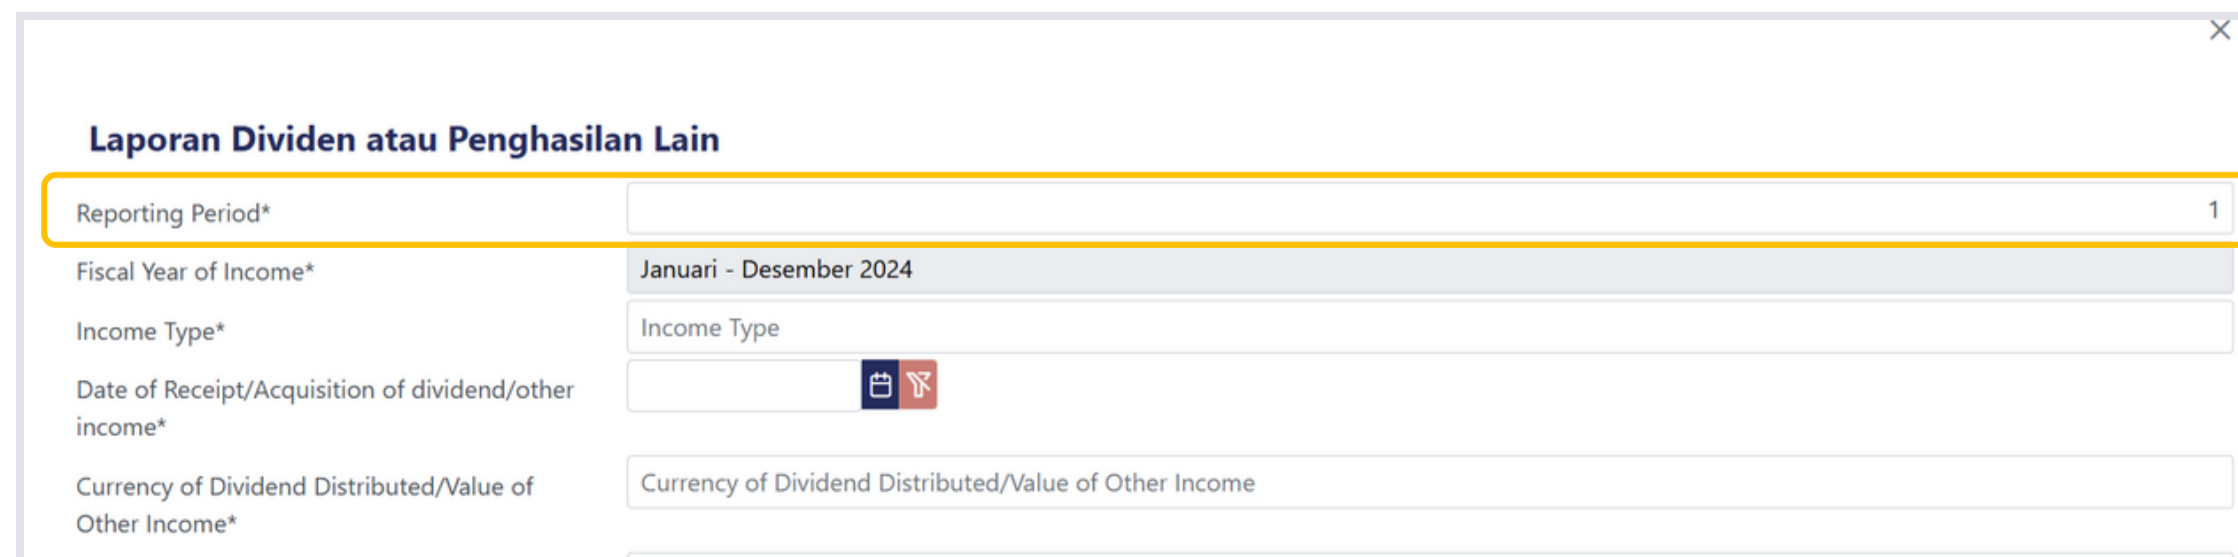 Laporan Dividen atau Penghasilan Lain
Reporting Period*
1
Fiscal Year of Income*
Januari - Desember 2024
Income Type*
Income Type
Date of Receipt/Acquisition of dividend/other
income*
Currency of Dividend Distributed/Value of
Other Income*
Currency of Dividend Distributed/Value of Other Income